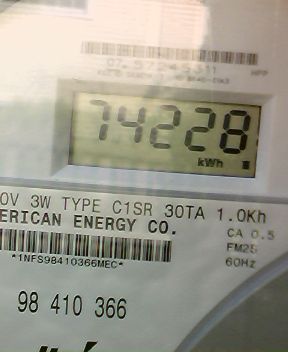 74228
kWh
0V 3W TYPE C1SR 30TA 1.0Kh
ERICAN ENERGY CO.
CA 0.5
FM2S
60Hz
*1NFS98410366MEC*
98 410 366